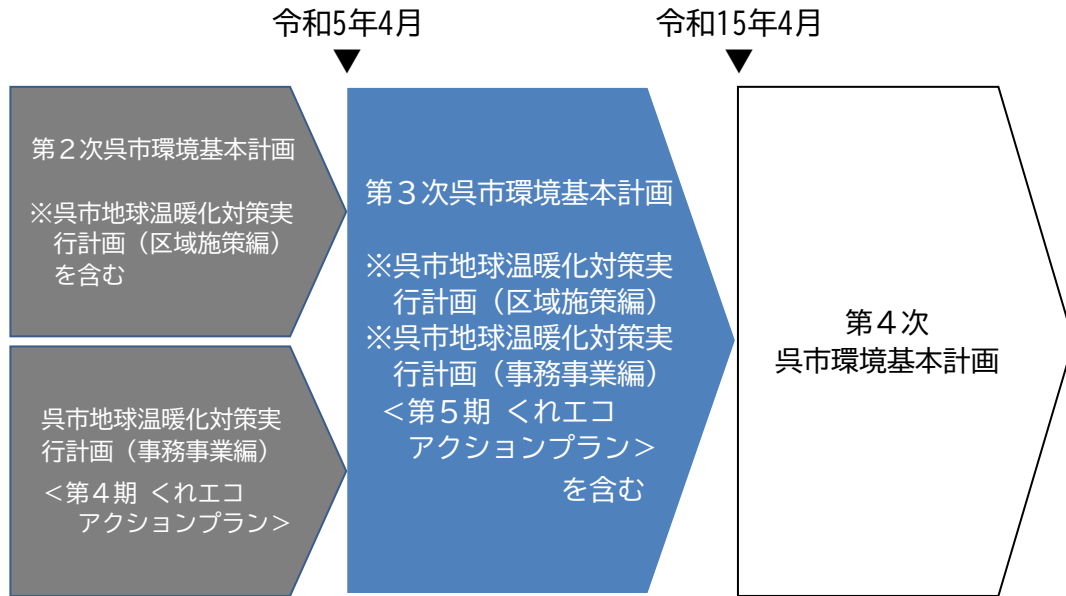 令和5年4月
令和15年4月
第２次呉市環境基本計画
※呉市地球温暖化対策実
行計画（区域施策編）
を含む
呉市地球温暖化対策実
行計画（事務事業編）
＜第４期 くれエコ
アクションプラン＞
第３次呉市環境基本計画
※呉市地球温暖化対策実
行計画（区域施策編）
※呉市地球温暖化対策実
行計画（事務事業編）
＜第５期 くれエコ
アクションプラン＞
を含む
第４次
呉市環境基本計画